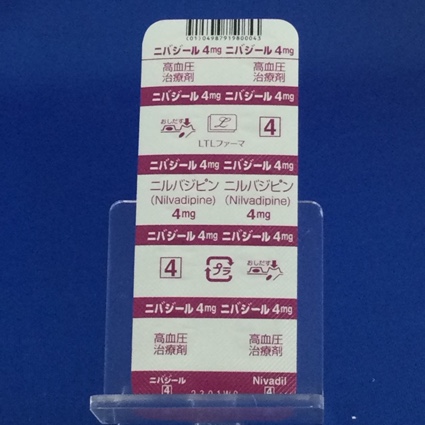 (01)04987919800043
ニバジール 4mg ニバジール 4mg
高血圧 高血圧
治療剤 治療剤
ニバジール 4mg ニバジール 4mg
おしだす L 4
LTLファーマ
ニバジール 4mg ニバジール 4mg
ニルバジピン ニルバジピン
(Nilvadipine) (Nilvadipine)
4mg 4mg
ニバジール 4mg ニバジール 4mg
4 プラ おしだす
ニバジール 4mg ニバジール 4mg
高血圧 高血圧
治療剤 治療剤
ニバジール Nivadil
4 4